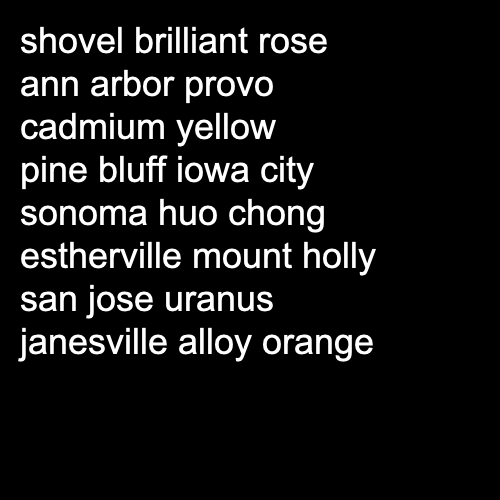 shovel brilliant rose
ann arbor provo
cadmium yellow
pine bluff iowa city
sonoma huo chong
estherville mount holly
san jose uranus
janesville alloy orange